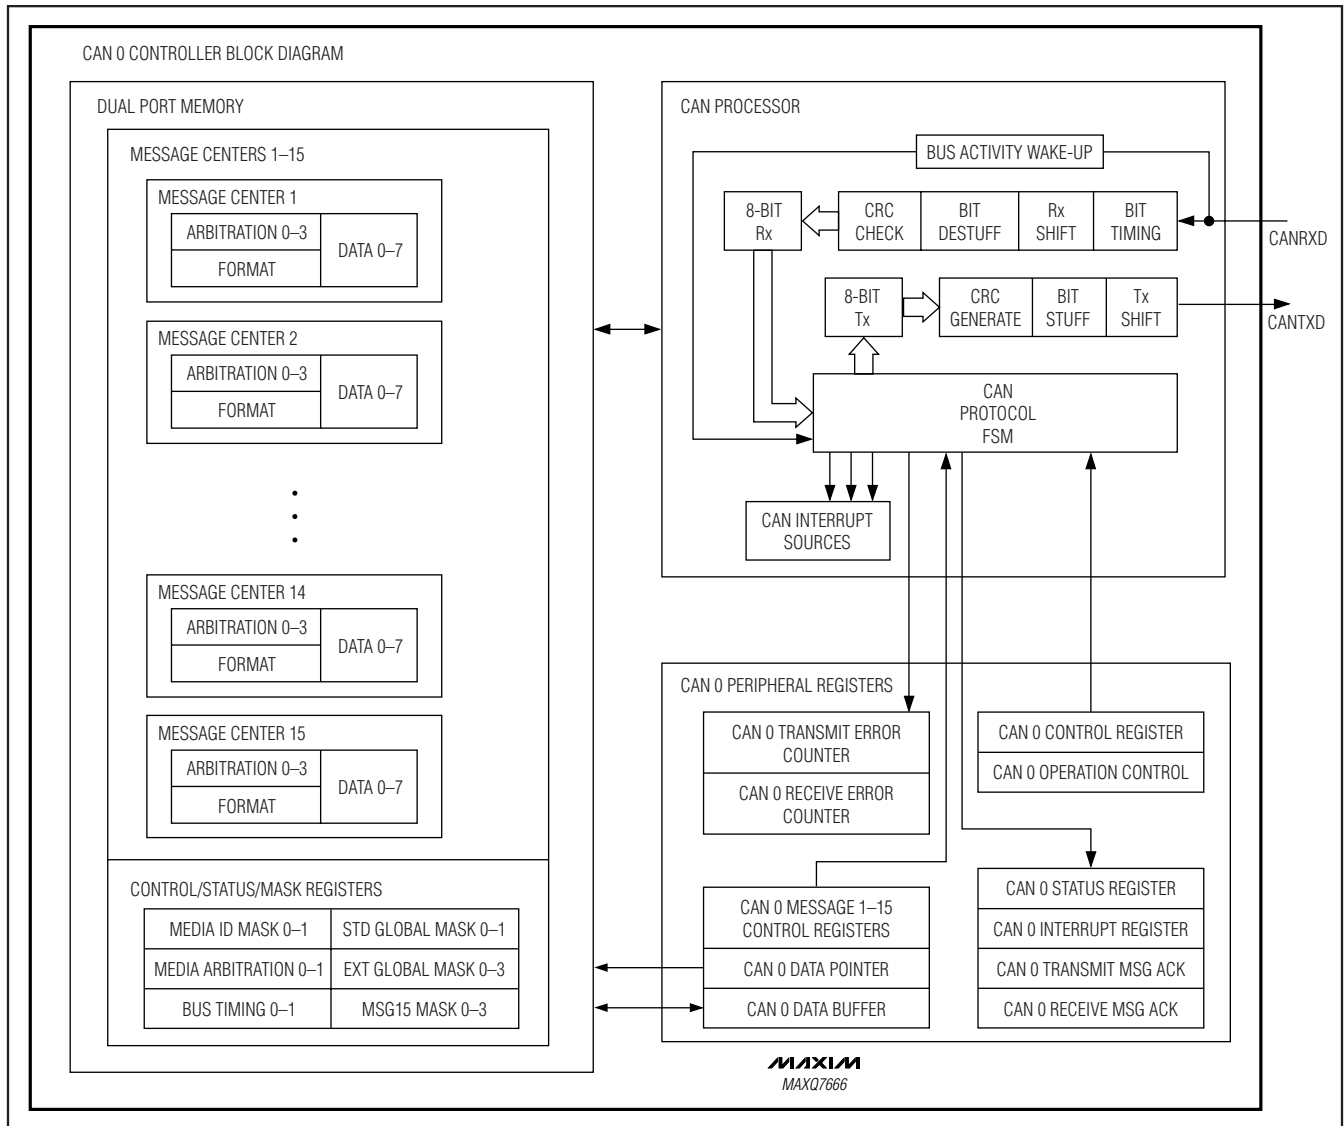 CAN 0 CONTROLLER BLOCK DIAGRAM
DUAL PORT MEMORY
MESSAGE CENTERS 1–15
MESSAGE CENTER 1
ARBITRATION 0–3
FORMAT
DATA 0–7
MESSAGE CENTER 2
ARBITRATION 0–3
FORMAT
DATA 0–7
MESSAGE CENTER 14
ARBITRATION 0–3
FORMAT
DATA 0–7
MESSAGE CENTER 15
ARBITRATION 0–3
FORMAT
DATA 0–7
CONTROL/STATUS/MASK REGISTERS
MEDIA ID MASK 0–1
STD GLOBAL MASK 0–1
MEDIA ARBITRATION 0–1
EXT GLOBAL MASK 0–3
BUS TIMING 0–1
MSG15 MASK 0–3
CAN PROCESSOR
BUS ACTIVITY WAKE-UP
8-BIT
Rx
CRC
CHECK
BIT
DESTUFF
Rx
SHIFT
BIT
TIMING
CANRXD
8-BIT
Tx
CRC
GENERATE
BIT
STUFF
Tx
SHIFT
CANTXD
CAN
PROTOCOL
FSM
CAN INTERRUPT
SOURCES
CAN 0 PERIPHERAL REGISTERS
CAN 0 TRANSMIT ERROR
COUNTER
CAN 0 RECEIVE ERROR
COUNTER
CAN 0 CONTROL REGISTER
CAN 0 OPERATION CONTROL
CAN 0 MESSAGE 1–15
CONTROL REGISTERS
CAN 0 DATA POINTER
CAN 0 DATA BUFFER
CAN 0 STATUS REGISTER
CAN 0 INTERRUPT REGISTER
CAN 0 TRANSMIT MSG ACK
CAN 0 RECEIVE MSG ACK
MAXIM
MAXQ7666